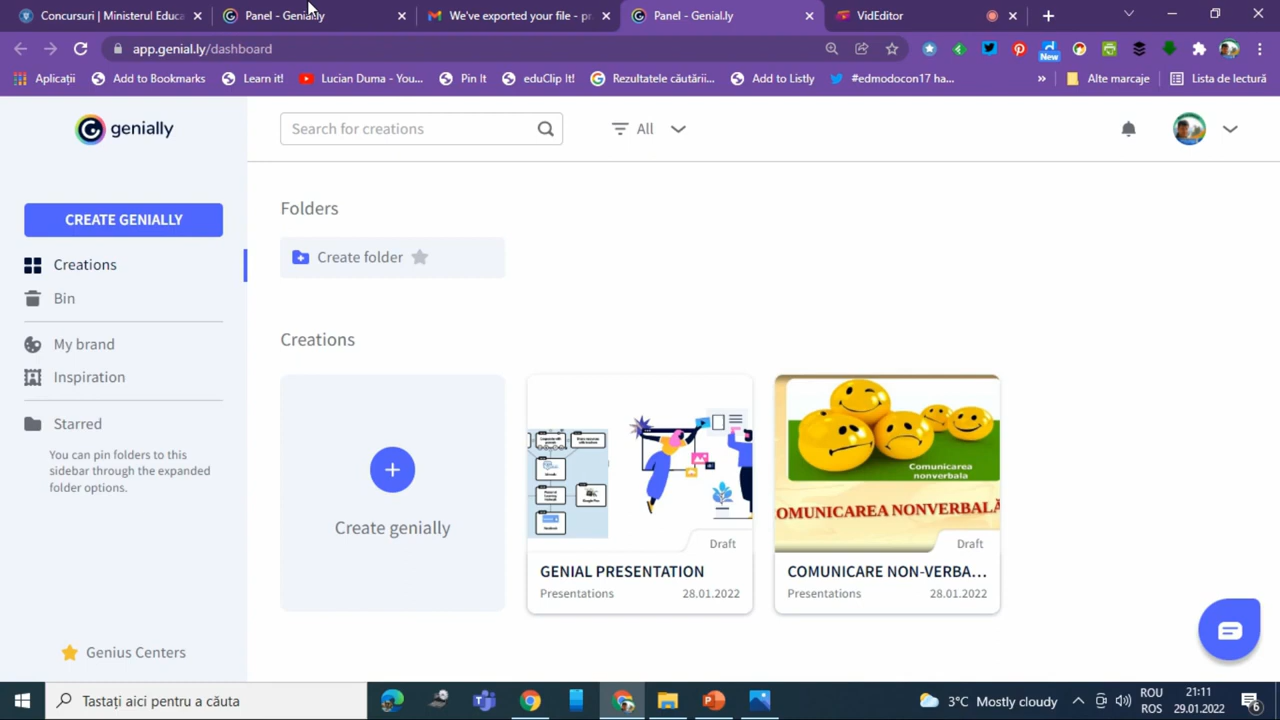 Concursuri | Ministerul Educa
Panel - Genial.ly
We've exported your file - pr
Panel - Genial.ly
VidEditor
app.genial.ly/dashboard
New
Aplicații
Add to Bookmarks
Learn it!
Lucian Duma - You...
Pin It
eduClip It!
Rezultatele căutării...
Add to Listly
#edmodocon17 ha...
»
Alte marcaje
Lista de lectură
genially
Search for creations
All
CREATE GENIALLY
Creations
Bin
My brand
Inspiration
Starred
You can pin folders to this
sidebar through the expanded
folder options.
Genius Centers
Folders
Create folder
Creations
Create genially
Draft
GENIAL PRESENTATION
Presentations
28.01.2022
Comunicarea
nonverbala
OMUNICAREA NONVERBALĂ
Draft
COMUNICARE NON-VERBA...
Presentations
28.01.2022
Tastați aici pentru a căuta
3°C Mostly cloudy
ROU
ROS
21:11
29.01.2022
6